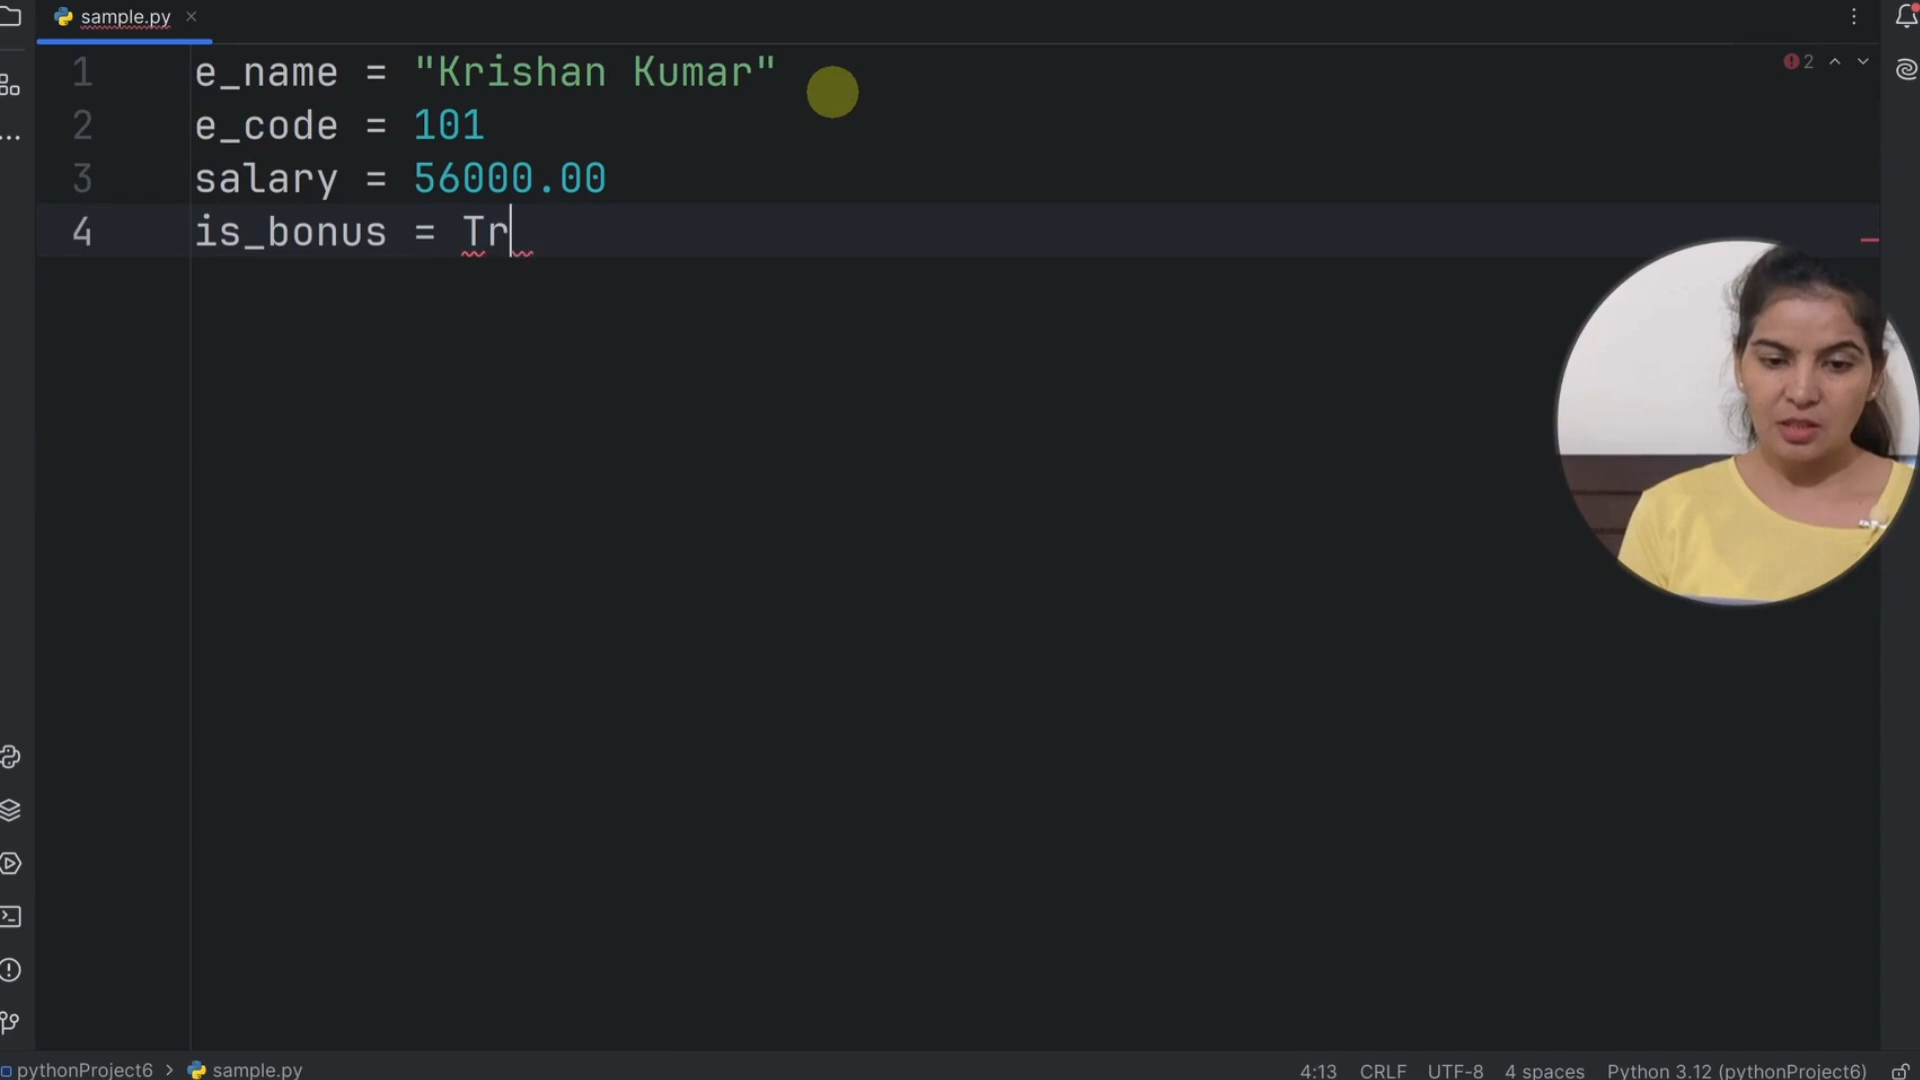 sample.py
2
1 e_name = "Krishan Kumar"
2 e_code = 101
3 salary = 56000.00
4 is_bonus = Tr
pythonProject6 > sample.py
4:13 CRLF UTF-8 4 spaces Python 3.12 (pythonProject6)